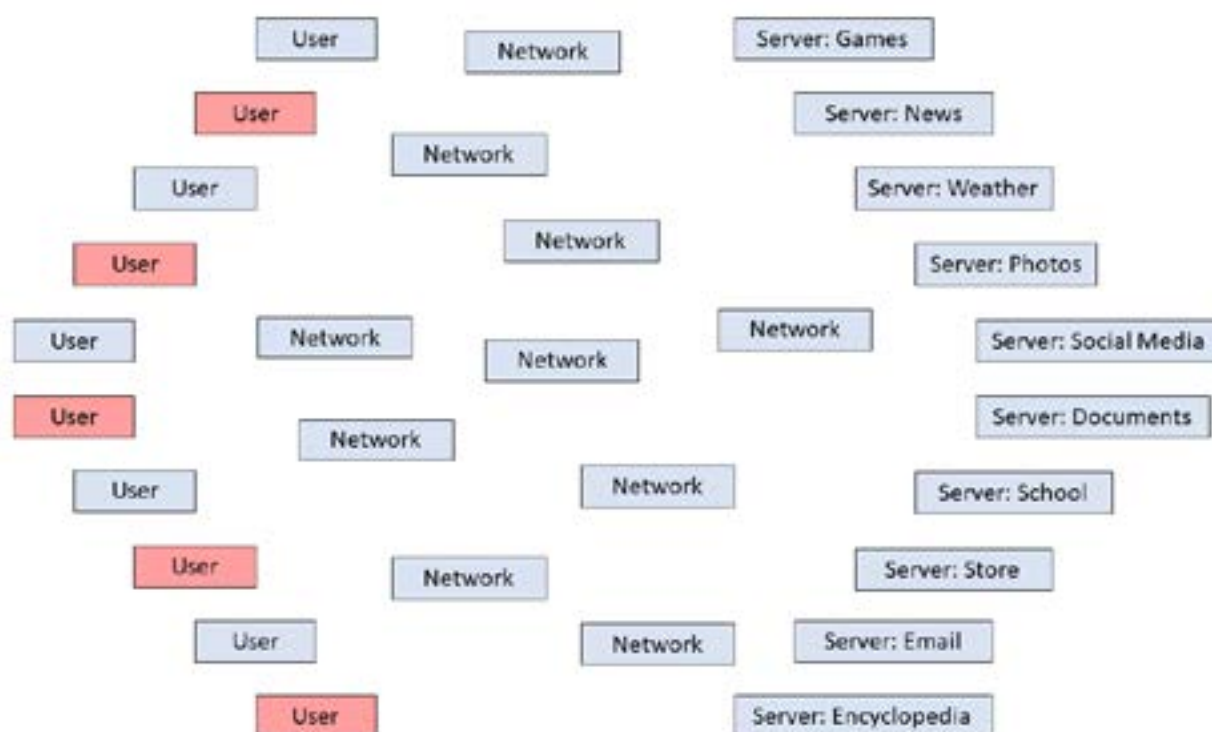 User
Network
Server: Games
User
Server: News
Network
User
Server: Weather
Network
User
Server: Photos
Network
User
Network
Server: Social Media
Network
User
Server: Documents
Network
User
Network
Server: School
User
Network
Server: Store
User
Network
Server: Email
User
Server: Encyclopedia